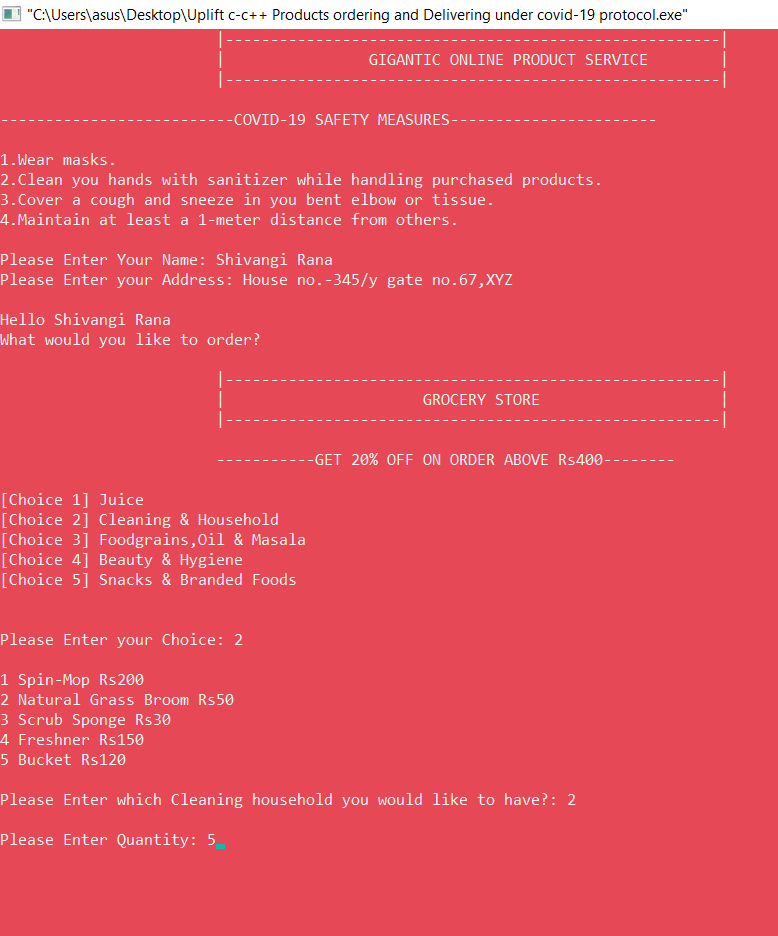 "C:\Users\asus\Desktop\Uplift c-c++ Products ordering and Delivering under covid-19 protocol.exe"
|-------------------------------------------------------|
| GIGANTIC ONLINE PRODUCT SERVICE |
|-------------------------------------------------------|
--------------------------COVID-19 SAFETY MEASURES-----------------------
1.Wear masks.
2.Clean you hands with sanitizer while handling purchased products.
3.Cover a cough and sneeze in you bent elbow or tissue.
4.Maintain at least a 1-meter distance from others.
Please Enter Your Name: Shivangi Rana
Please Enter your Address: House no.-345/y gate no.67,XYZ
Hello Shivangi Rana
What would you like to order?
|-------------------------------------------------------|
| GROCERY STORE |
|-------------------------------------------------------|
-----------GET 20% OFF ON ORDER ABOVE Rs400--------
[Choice 1] Juice
[Choice 2] Cleaning & Household
[Choice 3] Foodgrains,Oil & Masala
[Choice 4] Beauty & Hygiene
[Choice 5] Snacks & Branded Foods
Please Enter your Choice: 2
1 Spin-Mop Rs200
2 Natural Grass Broom Rs50
3 Scrub Sponge Rs30
4 Freshner Rs150
5 Bucket Rs120
Please Enter which Cleaning household you would like to have?: 2
Please Enter Quantity: 5